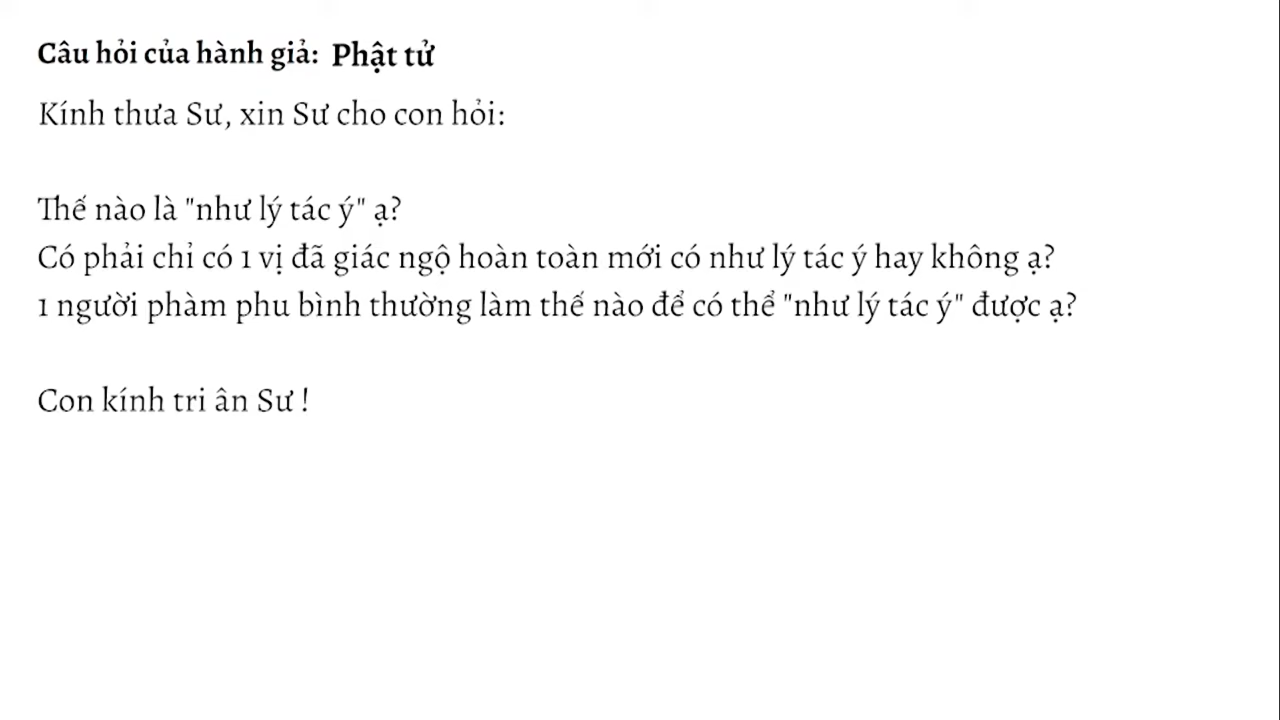 Câu hỏi của hành giả: Phật tử
Kính thưa Sư, xin Sư cho con hỏi:
Thế nào là "như lý tác ý" ạ?
Có phải chỉ có 1 vị đã giác ngộ hoàn toàn mới có như lý tác ý hay không ạ?
1 người phàm phu bình thường làm thế nào để có thể "như lý tác ý" được ạ?
Con kính tri ân Sư !